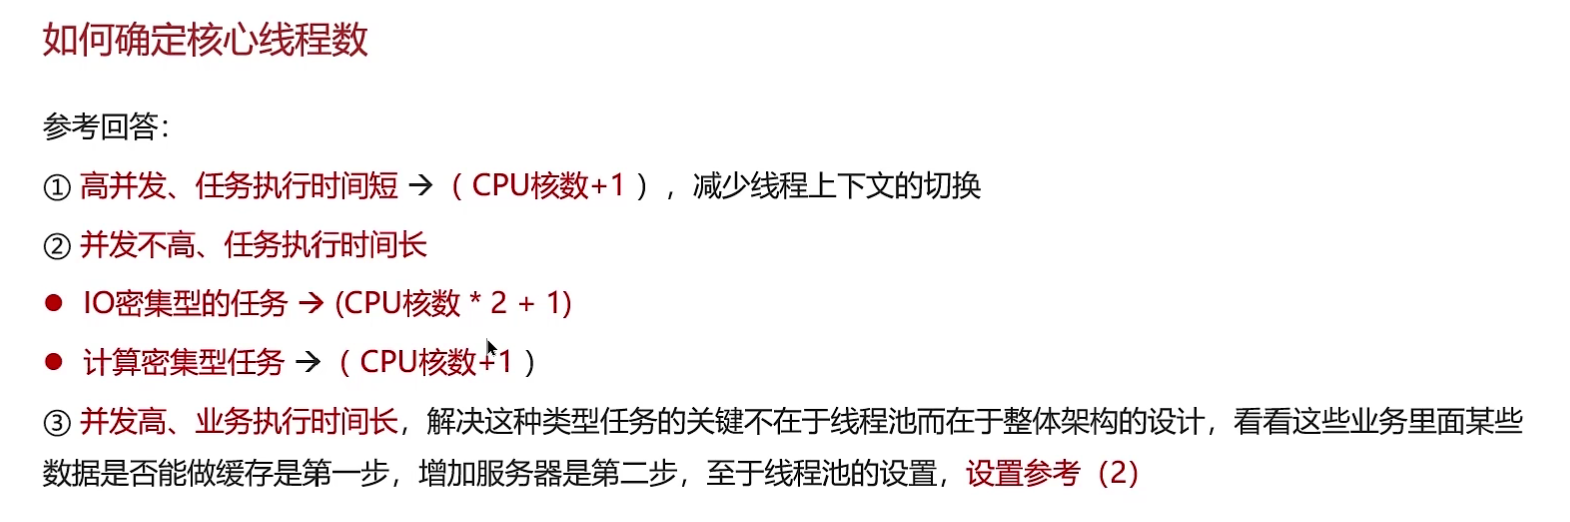 如何确定核心线程数
参考回答：
① 高并发、任务执行时间短 → （ CPU核数+1 ），减少线程上下文的切换
② 并发不高、任务执行时间长
● IO密集型的任务 → (CPU核数 * 2 + 1)
● 计算密集型任务 → （ CPU核数+1 ）
③ 并发高、业务执行时间长，解决这种类型任务的关键不在于线程池而在于整体架构的设计，看看这些业务里面某些
数据是否能做缓存是第一步，增加服务器是第二步，至于线程池的设置，设置参考（2）